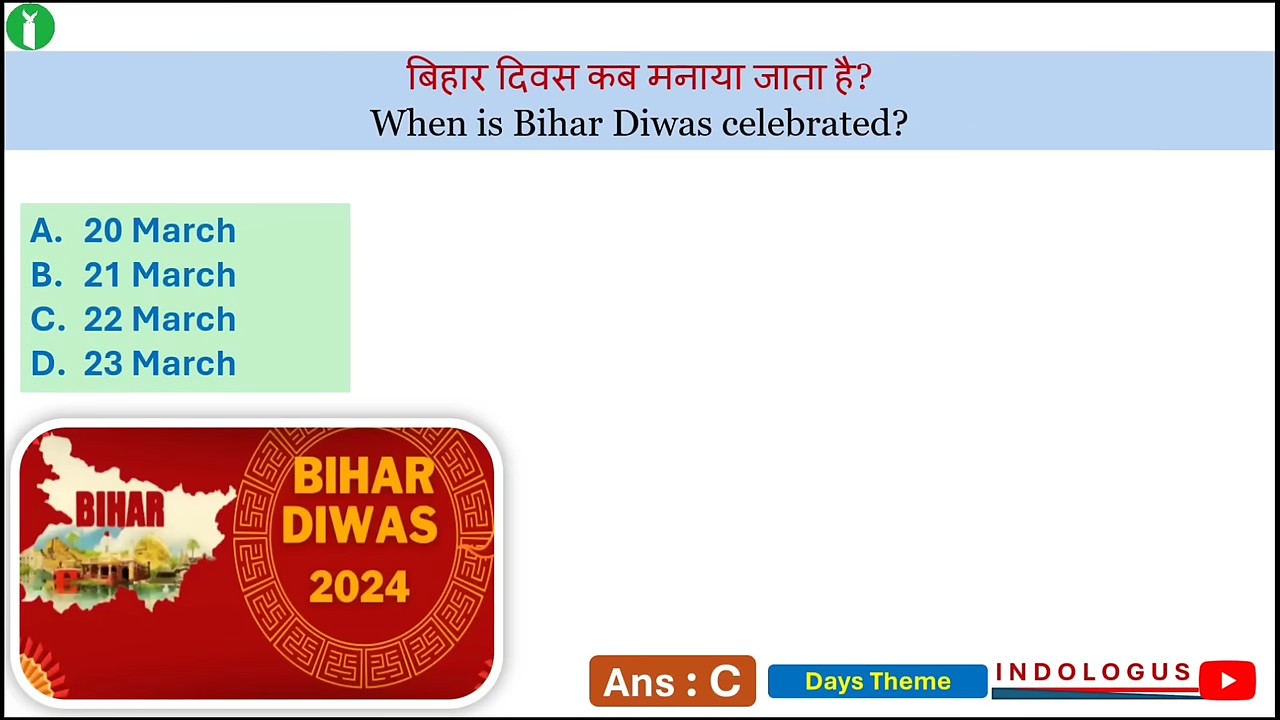 बिहार दिवस कब मनाया जाता है?
When is Bihar Diwas celebrated?
A. 20 March
B. 21 March
C. 22 March
D. 23 March
BIHAR
BIHAR
DIWAS
2024
Ans : C
Days Theme
INDOLOGUS